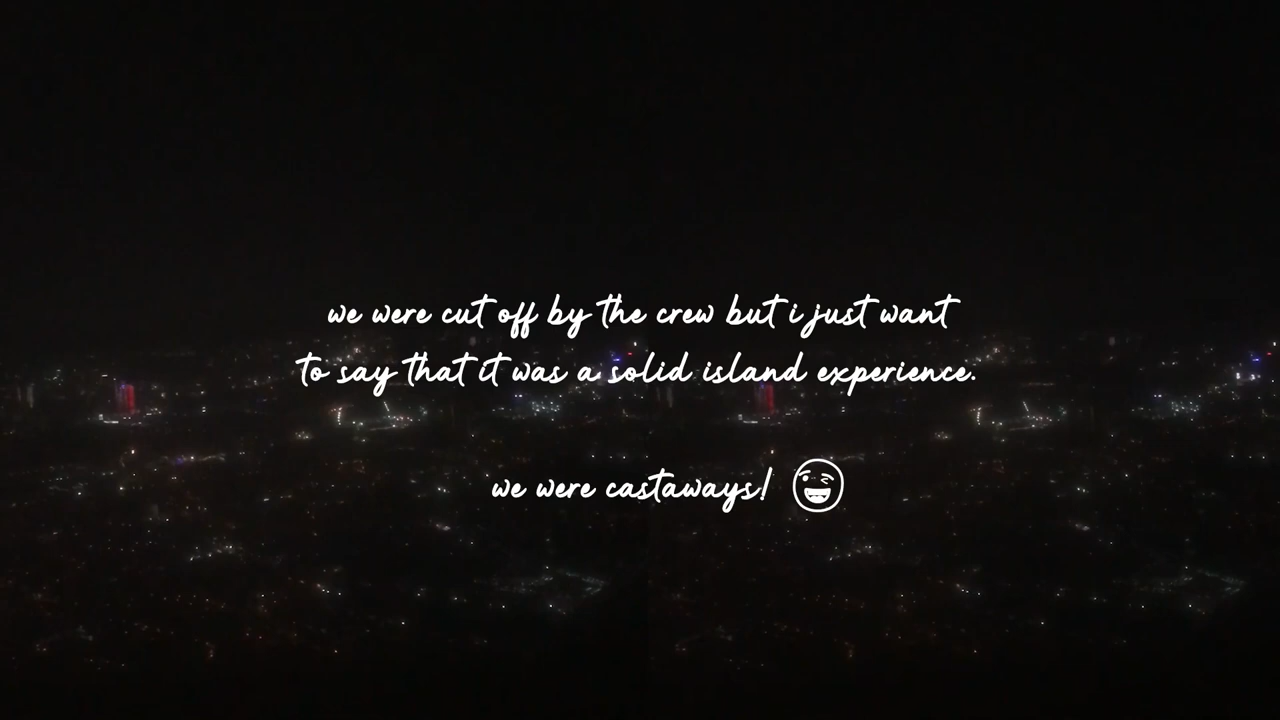 we were cut off by the crew but i just want
to say that it was a solid island experience.
we were castaways!